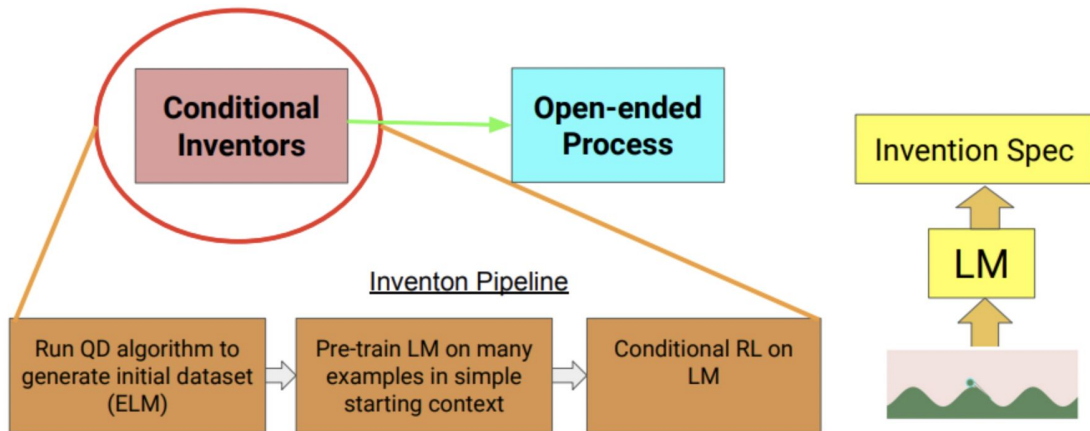 Conditional
Inventors
Open-ended
Process
Invention Spec
LM
Inventon Pipeline
Run QD algorithm to
generate initial dataset
(ELM)
Pre-train LM on many
examples in simple
starting context
Conditional RL on
LM